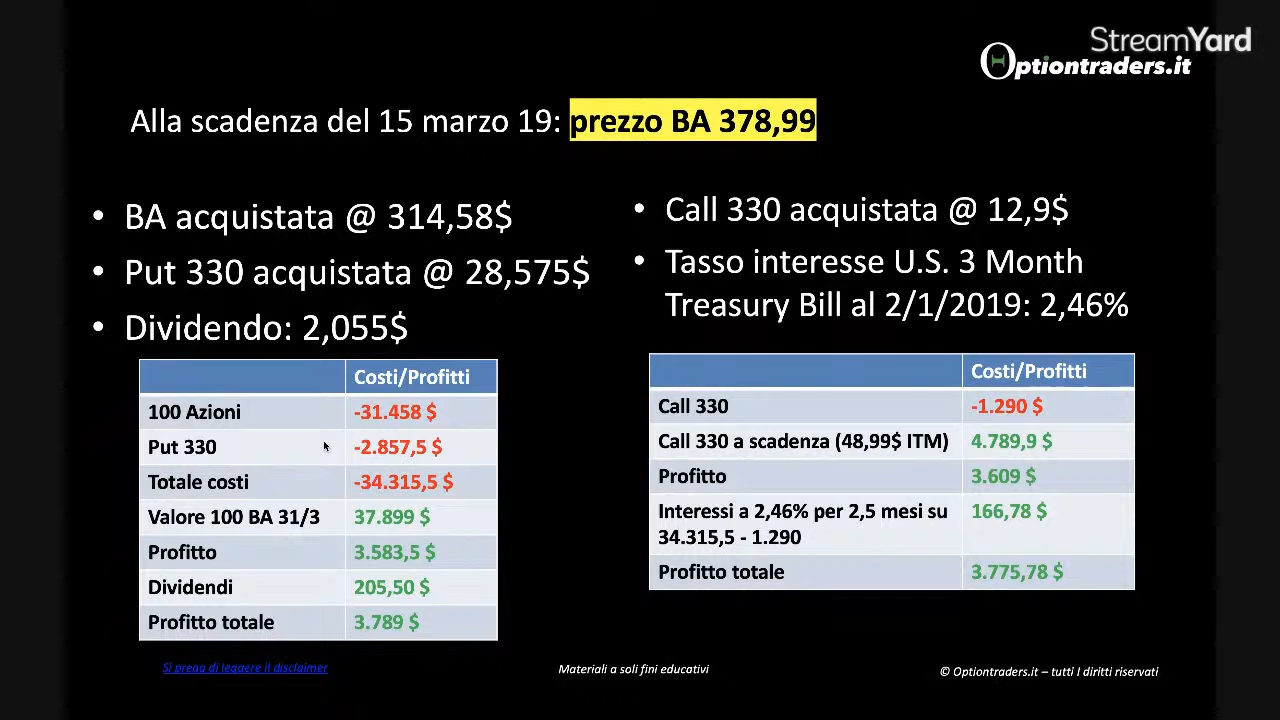 StreamYard
Optiontraders.it
Alla scadenza del 15 marzo 19: prezzo BA 378,99
• BA acquistata @ 314,58$
• Put 330 acquistata @ 28,575$
• Dividendo: 2,055$
Costi/Profitti
100 Azioni -31.458 $
Put 330 -2.857,5 $
Totale costi -34.315,5 $
Valore 100 BA 31/3 37.899 $
Profitto 3.583,5 $
Dividendi 205,50 $
Profitto totale 3.789 $
• Call 330 acquistata @ 12,9$
• Tasso interesse U.S. 3 Month
Treasury Bill al 2/1/2019: 2,46%
Costi/Profitti
Call 330 -1.290 $
Call 330 a scadenza (48,99$ ITM) 4.789,9 $
Profitto 3.609 $
Interessi a 2,46% per 2,5 mesi su 166,78 $
34.315,5 - 1.290
Profitto totale 3.775,78 $
Si prega di leggere il disclaimer
Materiali a soli fini educativi
© Optiontraders.it – tutti I diritti riservati